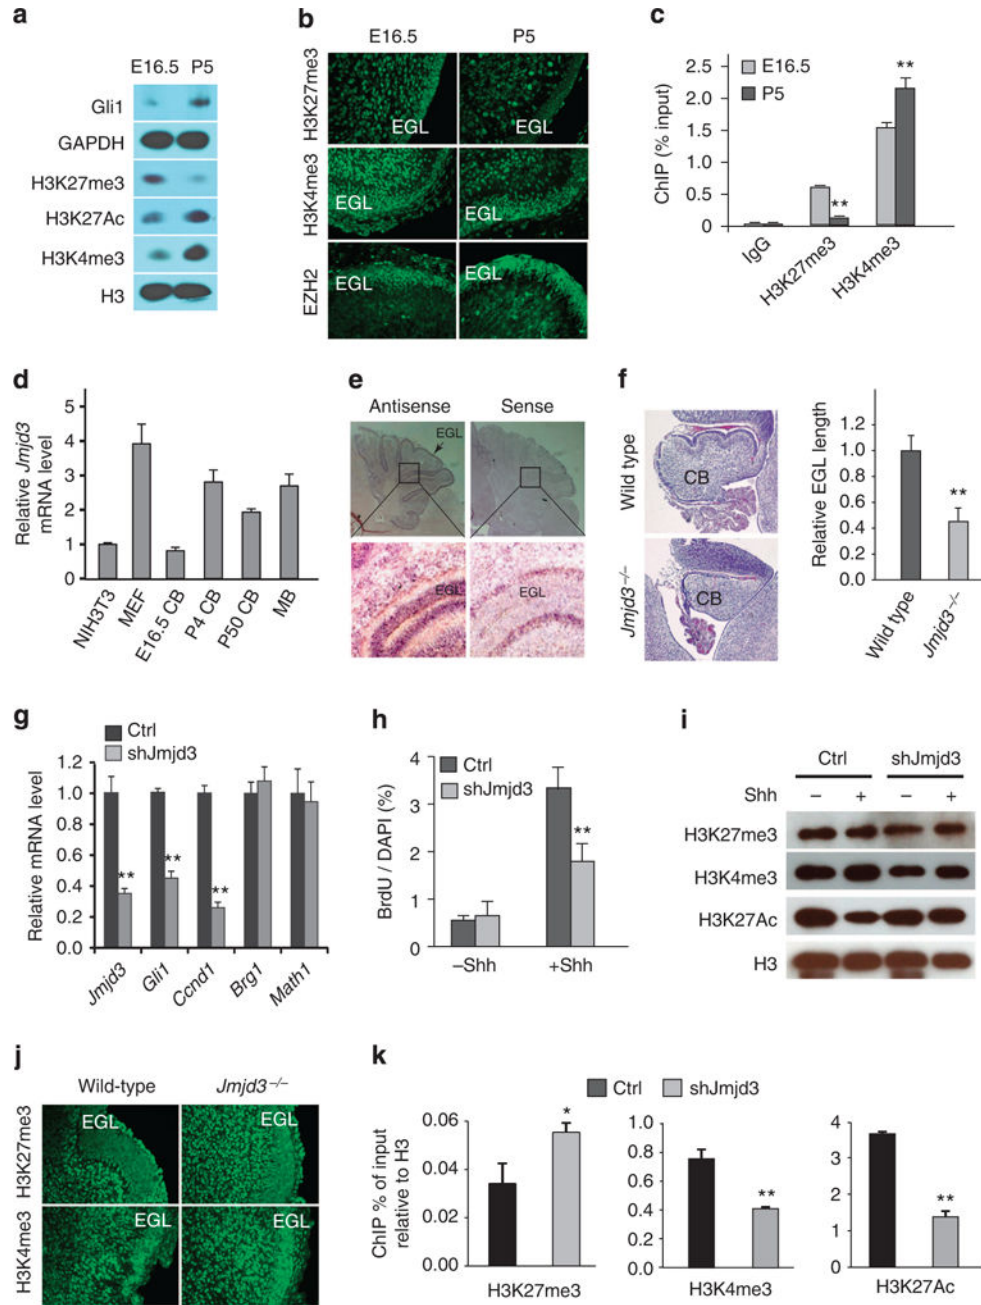 a
E16.5 P5
Gli1
GAPDH
H3K27me3
H3K27Ac
H3K4me3
H3
b
E16.5 P5
H3K27me3
EGL EGL
H3K4me3
EGL EGL
EZH2
EGL EGL
c
E16.5
P5
ChIP (% input)
2.5
2.0
1.5
1.0
0.5
0
**
**
IgG
H3K27me3
H3K4me3
d
Relative Jmjd3
mRNA level
5
4
3
2
1
0
NIH3T3
MEF
E16.5 CB
P4 CB
P50 CB
MB
e
Antisense Sense
EGL
EGL EGL
f
Wild type
CB
Jmjd3–/–
CB
Relative EGL length
1.2
1.0
0.8
0.6
0.4
0.2
0.0
**
Wild type
Jmjd3–/–
g
Ctrl
shJmjd3
Relative mRNA level
1.2
1.0
0.8
0.6
0.4
0.2
0.0
** ** **
Jmjd3
Gli1
Ccnd1
Brg1
Math1
h
Ctrl
shJmjd3
BrdU / DAPI (%)
4
3
2
1
0
**
–Shh +Shh
i
Ctrl shJmjd3
Shh – + – +
H3K27me3
H3K4me3
H3K27Ac
H3
j
Wild-type Jmjd3–/–
H3K27me3
EGL EGL
H3K4me3
EGL EGL
k
Ctrl shJmjd3
ChIP % of input
relative to H3
0.06
0.04
0.02
0.00
*
H3K27me3
1.0
0.8
0.6
0.4
0.2
0.0
**
H3K4me3
4
3
2
1
0
**
H3K27Ac